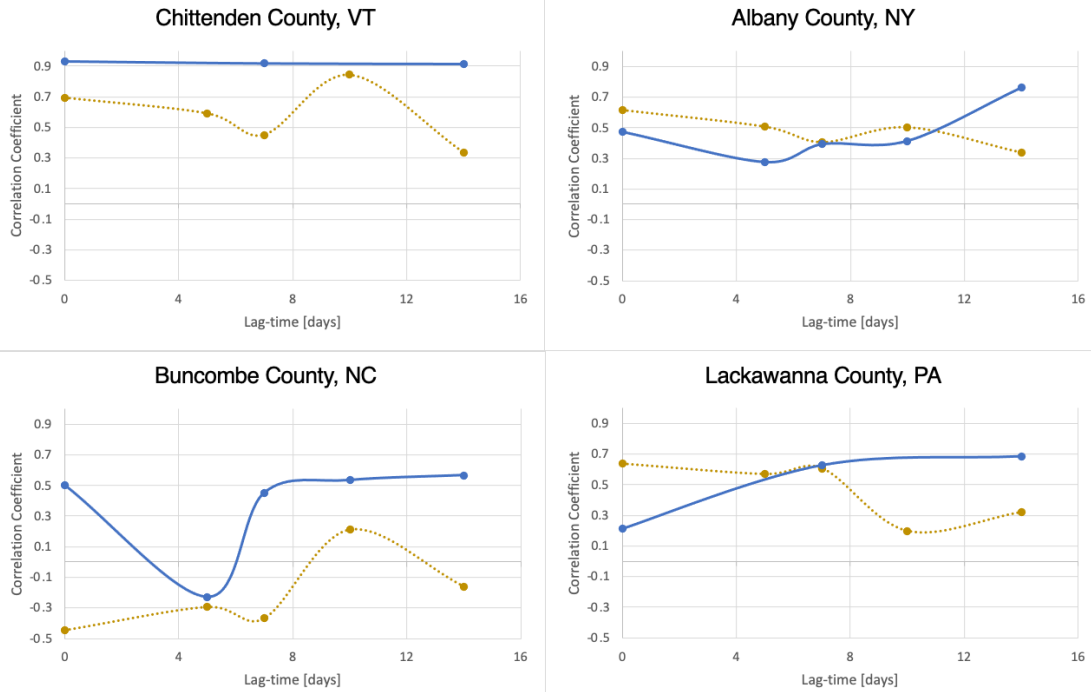 Chittenden County, VT
0.9
0.7
0.5
0.3
0.1
-0.1
-0.3
-0.5
Correlation Coefficient
0 4 8 12 16
Lag-time [days]
Albany County, NY
0.9
0.7
0.5
0.3
0.1
-0.1
-0.3
-0.5
Correlation Coefficient
0 4 8 12 16
Lag-time [days]
Buncombe County, NC
0.9
0.7
0.5
0.3
0.1
-0.1
-0.3
-0.5
Correlation Coefficient
0 4 8 12 16
Lag-time [days]
Lackawanna County, PA
0.9
0.7
0.5
0.3
0.1
-0.1
-0.3
-0.5
Correlation Coefficient
0 4 8 12 16
Lag-time [days]